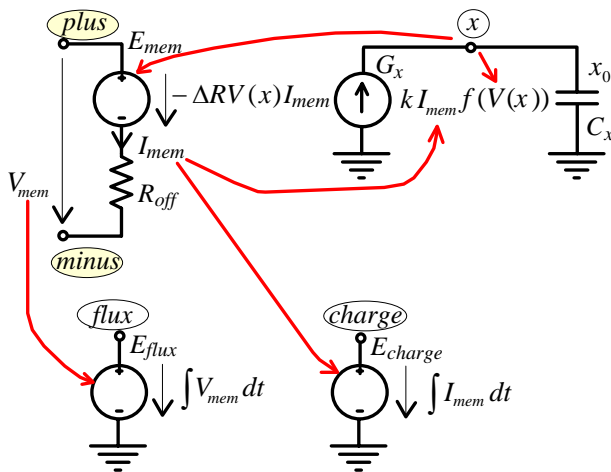 plus
E_mem
x
G_x
x_0
− ΔRV(x)I_mem
k I_mem f(V(x))
C_x
I_mem
V_mem
R_off
minus
flux
charge
E_flux
E_charge
∫V_mem dt
∫I_mem dt